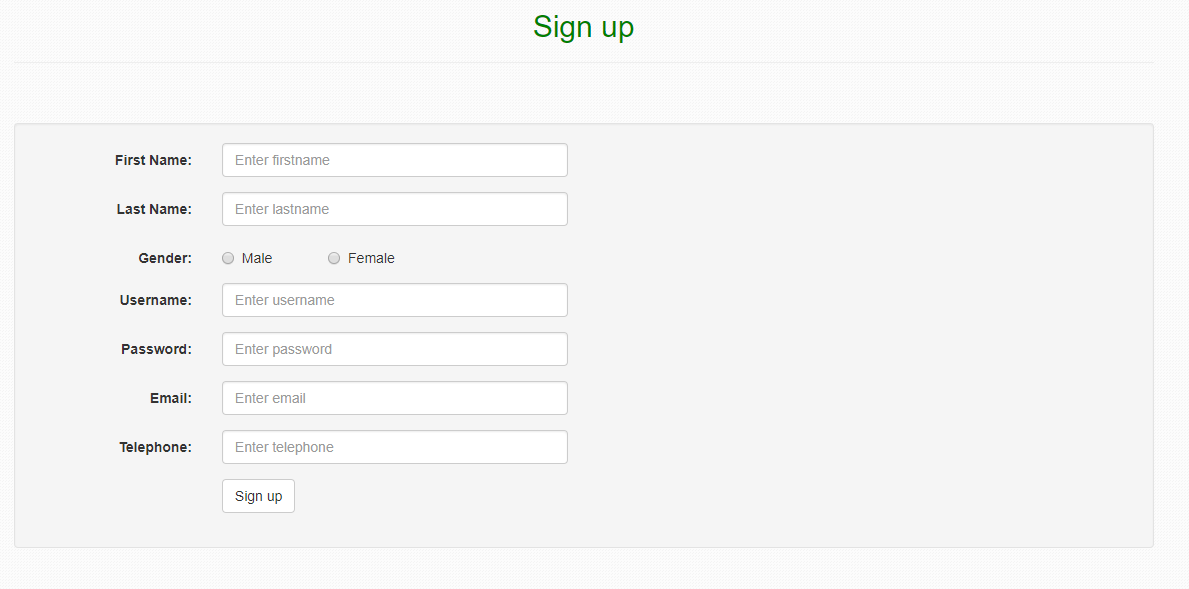 Sign up
First Name: Enter firstname
Last Name: Enter lastname
Gender: Male Female
Username: Enter username
Password: Enter password
Email: Enter email
Telephone: Enter telephone
Sign up